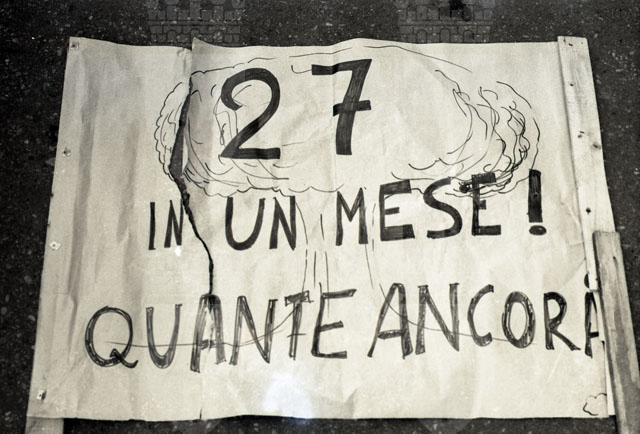 27
IN UN MESE!
QUANTE ANCORA